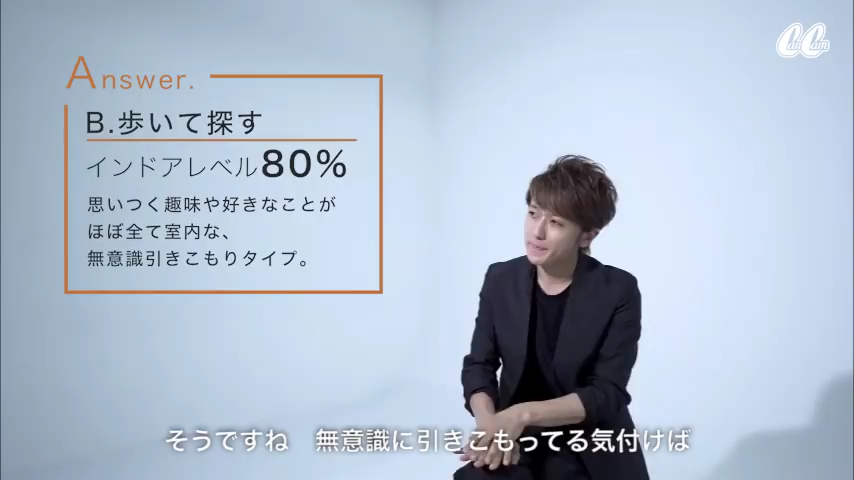 CanCam
Answer.
B.歩いて探す
インドアレベル80%
思いつく趣味や好きなことが
ほぼ全て室内な、
無意識引きこもりタイプ。
そうですね 無意識に引きこもってる気付けば